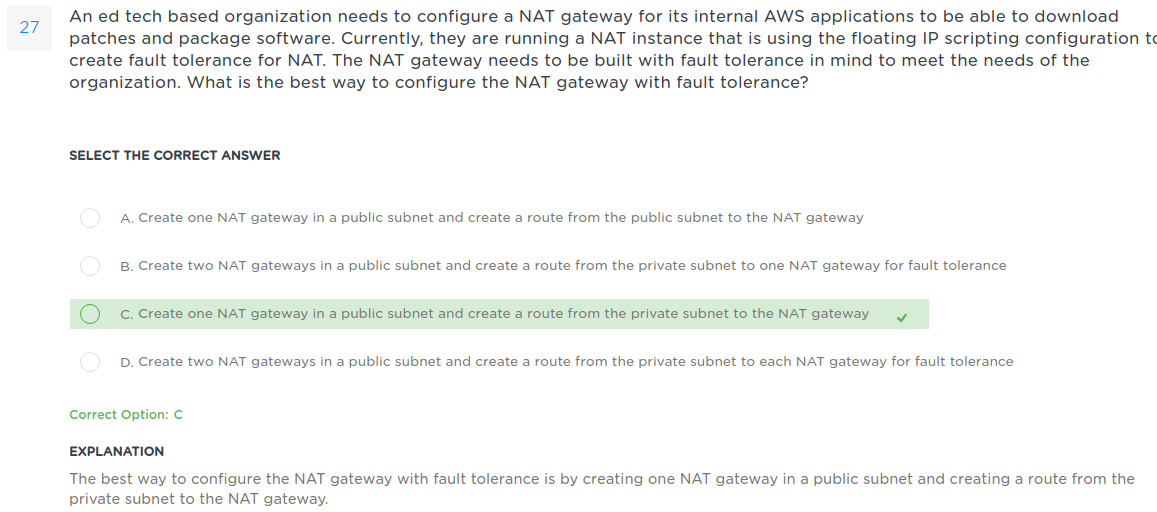 27
An ed tech based organization needs to configure a NAT gateway for its internal AWS applications to be able to download
patches and package software. Currently, they are running a NAT instance that is using the floating IP scripting configuration to
create fault tolerance for NAT. The NAT gateway needs to be built with fault tolerance in mind to meet the needs of the
organization. What is the best way to configure the NAT gateway with fault tolerance?
SELECT THE CORRECT ANSWER
A. Create one NAT gateway in a public subnet and create a route from the public subnet to the NAT gateway
B. Create two NAT gateways in a public subnet and create a route from the private subnet to one NAT gateway for fault tolerance
C. Create one NAT gateway in a public subnet and create a route from the private subnet to the NAT gateway
D. Create two NAT gateways in a public subnet and create a route from the private subnet to each NAT gateway for fault tolerance
Correct Option: C
EXPLANATION
The best way to configure the NAT gateway with fault tolerance is by creating one NAT gateway in a public subnet and creating a route from the
private subnet to the NAT gateway.